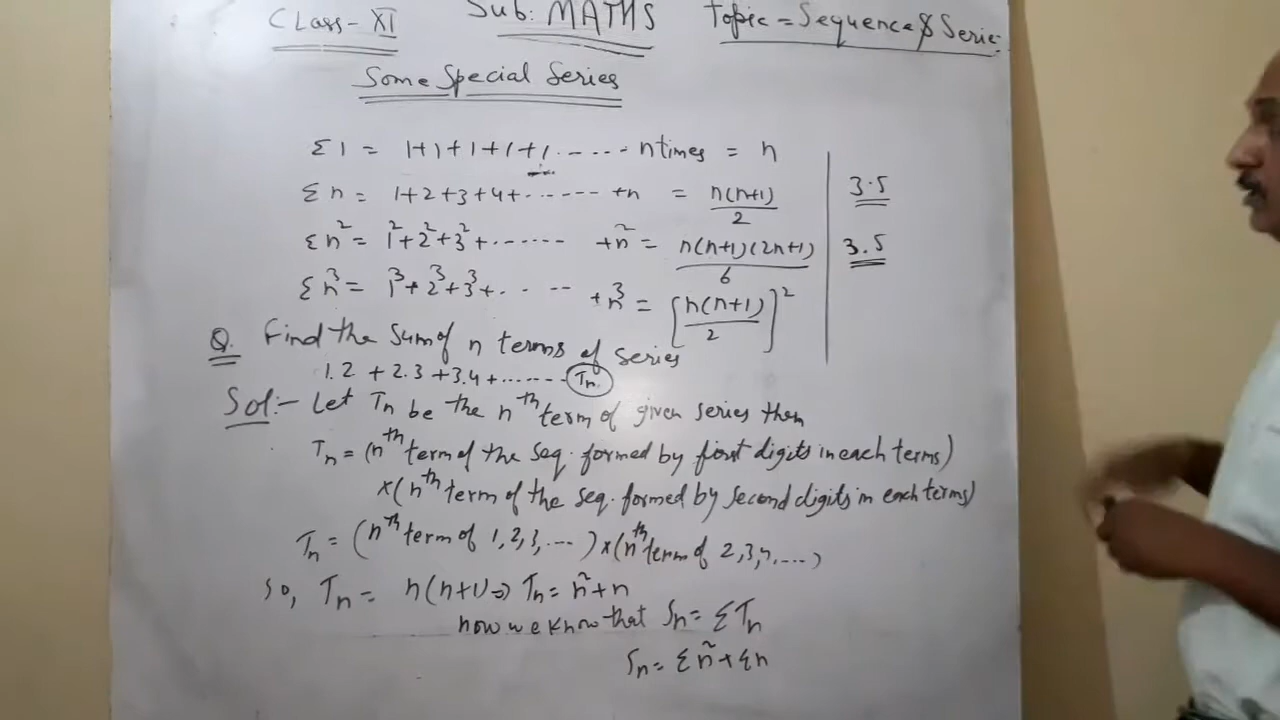 Class-XI Sub: MATHS Topic = Sequence & Serie
Some Special Series
Σ1 = 1+1+1+1+1. ----- n times = n
Σn = 1+2+3+4+------- +n = n(n+1)/2 3.5
Σn² = 1²+2²+3²+------- +n² = n(n+1)(2n+1)/6 3.5
Σn³ = 1³+2³+3³+. . -- +n³ = [n(n+1)/2]²
Q. Find the sum of n terms of series
1.2 + 2.3 +3.4 +------- Tn
Sol:- Let Tn be the nth term of given series then
Tn = (nth term of the seq. formed by first digits in each terms)
×(nth term of the seq. formed by second digits in each terms)
Tn = (nth term of 1,2,3, ---- )×(nth term of 2,3,4,----)
so, Tn = n(n+1) => Tn = n²+n
now we know that Sn = ΣTn
Sn = Σn²+Σn